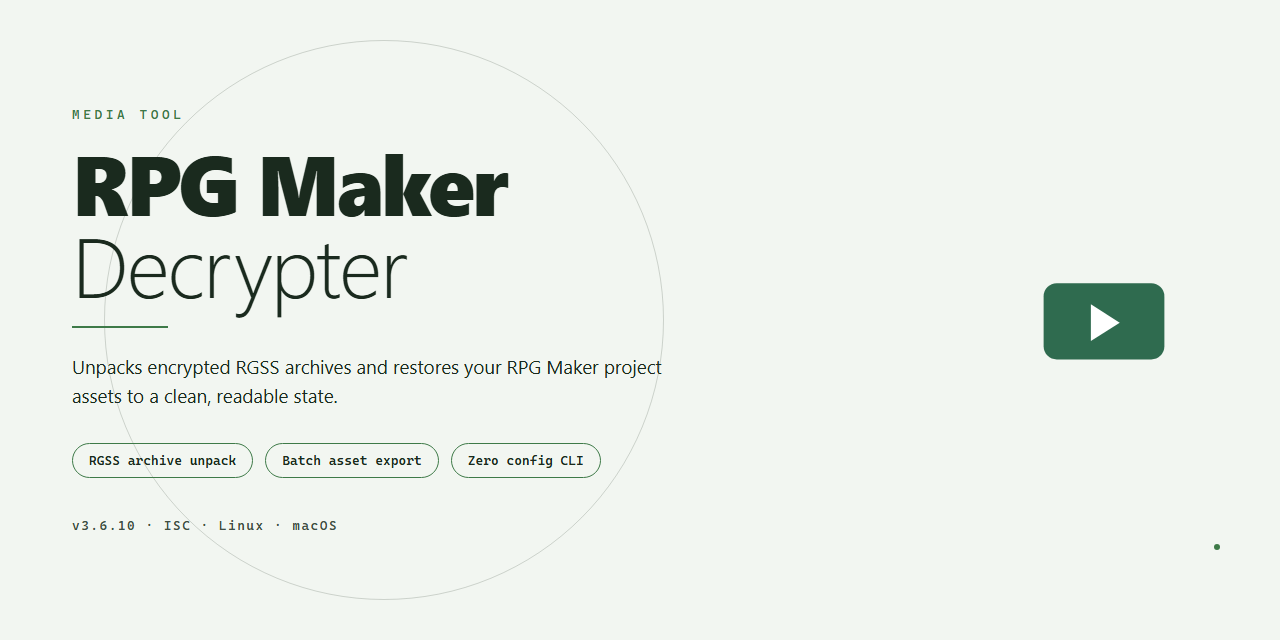 MEDIA TOOL
RPG Maker
Decrypter
Unpacks encrypted RGSS archives and restores your RPG Maker project
assets to a clean, readable state.
RGSS archive unpack
Batch asset export
Zero config CLI
v3.6.10 · ISC · Linux · macOS